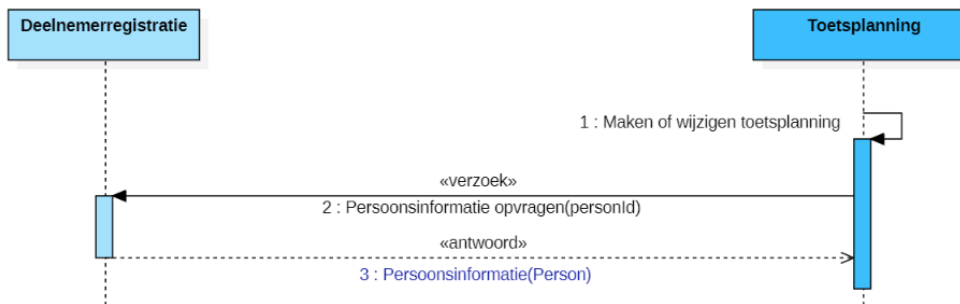 Deelnemerregistratie
Toetsplanning
1 : Maken of wijzigen toetsplanning
«verzoek»
2 : Persoonsinformatie opvragen(personId)
«antwoord»
3 : Persoonsinformatie(Person)